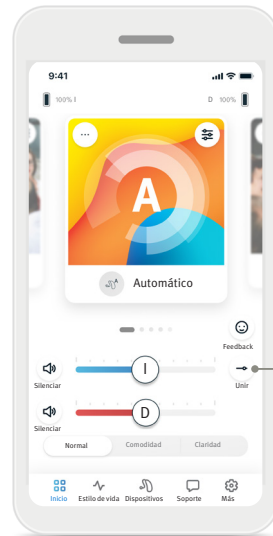 9:41
100% I
D 100%
A
A
Automático
Feedback
I
Silenciar
Unir
D
Silenciar
Normal Comodidad Claridad
Inicio Estilo de vida Dispositivos Soporte Más